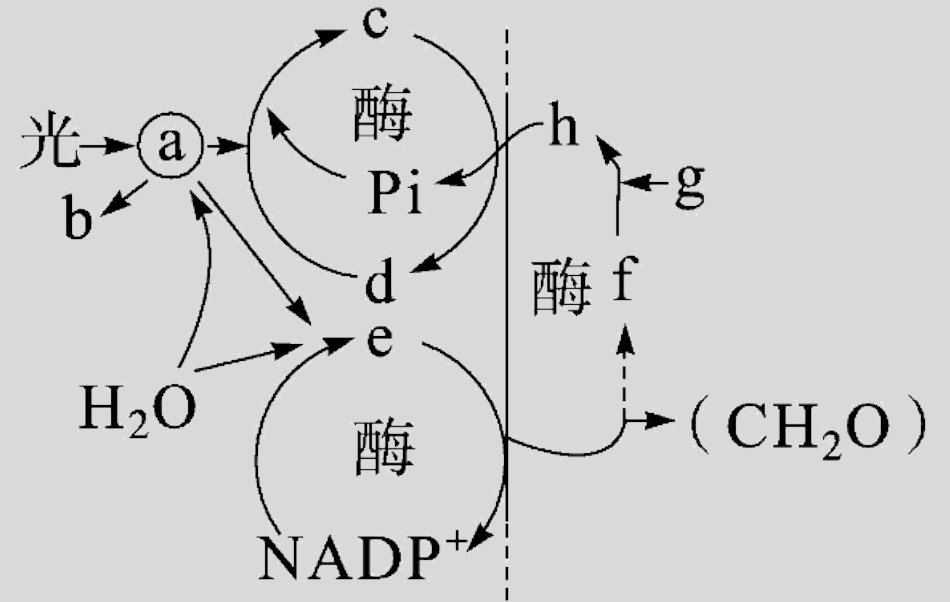 c
酶
h
光 a
Pi g
b
d 酶 f
e
H₂O (CH₂O)
酶
NADP⁺